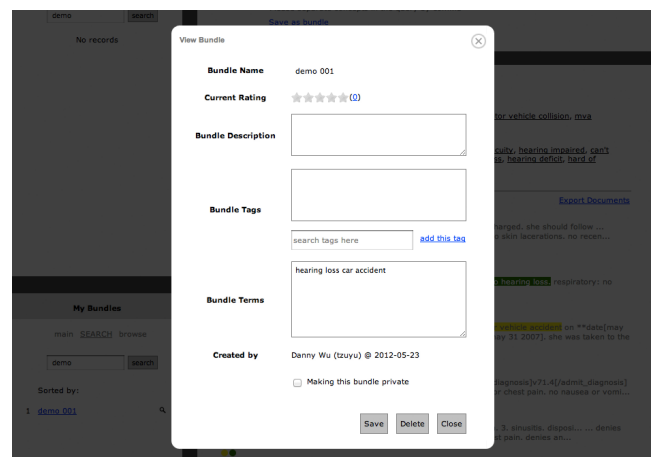 demo search
No records
Save as bundle
View Bundle
Bundle Name demo 001
Current Rating (0)
Bundle Description
Bundle Tags
search tags here add this tag
Bundle Terms hearing loss car accident
Created by Danny Wu (tzuyu) @ 2012-05-23
Making this bundle private
Save Delete Close
My Bundles
main SEARCH browse
demo search
Sorted by:
1 demo 001
tor vehicle collision, mva
cuity, hearing impaired, can't
ss, hearing deficit, hard of
Export Documents
harged. she should follow ...
o skin lacerations. no recen...
o hearing loss. respiratory: no
r vehicle accident on **date[may
ay 31 2007]. she was taken to the
diagnosis]v71.4[/admit_diagnosis]
or chest pain. no nausea or vomi...
. 3. sinusitis. disposi... ... denies
st pain. denies an...